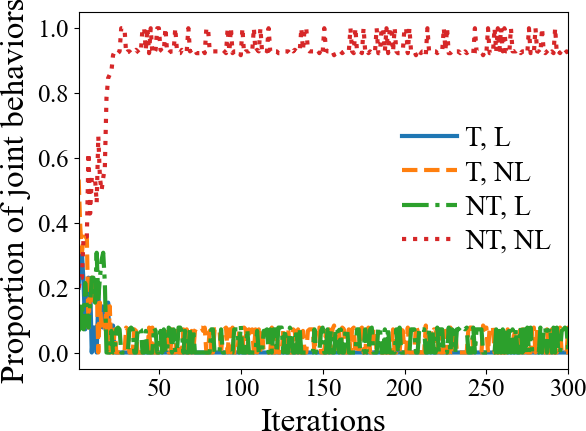 Proportion of joint behaviors
1.0
0.8
0.6
0.4
0.2
0.0
T, L
T, NL
NT, L
NT, NL
50 100 150 200 250 300
Iterations